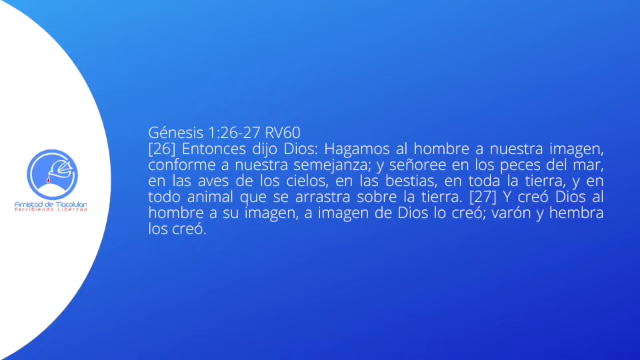 Génesis 1:26-27 RV60
[26] Entonces dijo Dios: Hagamos al hombre a nuestra imagen,
conforme a nuestra semejanza; y señoree en los peces del mar,
en las aves de los cielos, en las bestias, en toda la tierra, y en
todo animal que se arrastra sobre la tierra. [27] Y creó Dios al
hombre a su imagen, a imagen de Dios lo creó; varón y hembra
los creó.
Amistad de Tlacolulan
Escribiendo Libertad